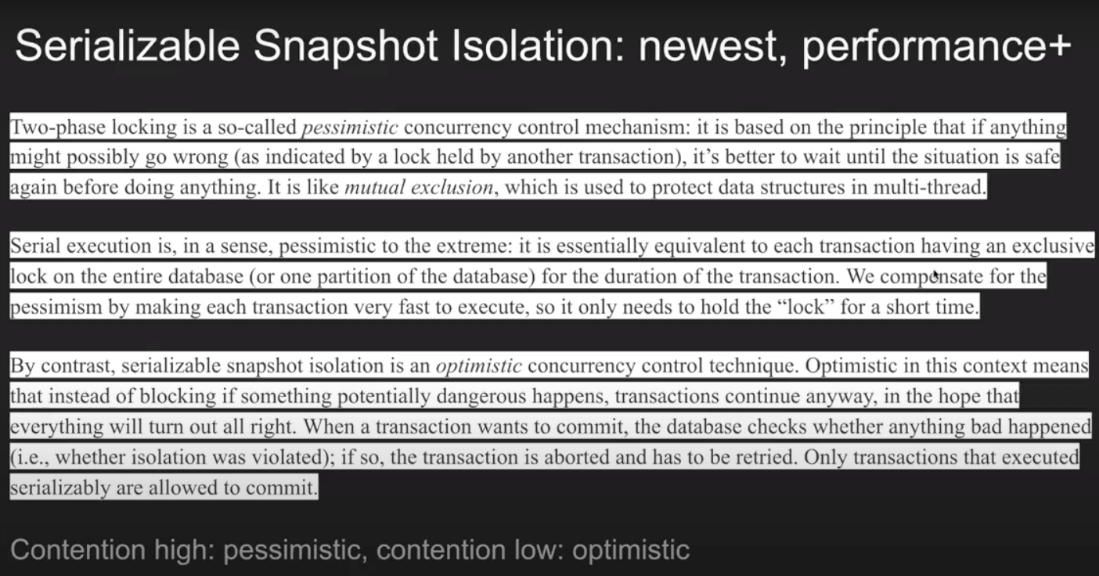 Serializable Snapshot Isolation: newest, performance+
Two-phase locking is a so-called pessimistic concurrency control mechanism: it is based on the principle that if anything
might possibly go wrong (as indicated by a lock held by another transaction), it’s better to wait until the situation is safe
again before doing anything. It is like mutual exclusion, which is used to protect data structures in multi-thread.
Serial execution is, in a sense, pessimistic to the extreme: it is essentially equivalent to each transaction having an exclusive
lock on the entire database (or one partition of the database) for the duration of the transaction. We compensate for the
pessimism by making each transaction very fast to execute, so it only needs to hold the “lock” for a short time.
By contrast, serializable snapshot isolation is an optimistic concurrency control technique. Optimistic in this context means
that instead of blocking if something potentially dangerous happens, transactions continue anyway, in the hope that
everything will turn out all right. When a transaction wants to commit, the database checks whether anything bad happened
(i.e., whether isolation was violated); if so, the transaction is aborted and has to be retried. Only transactions that executed
serializably are allowed to commit.
Contention high: pessimistic, contention low: optimistic